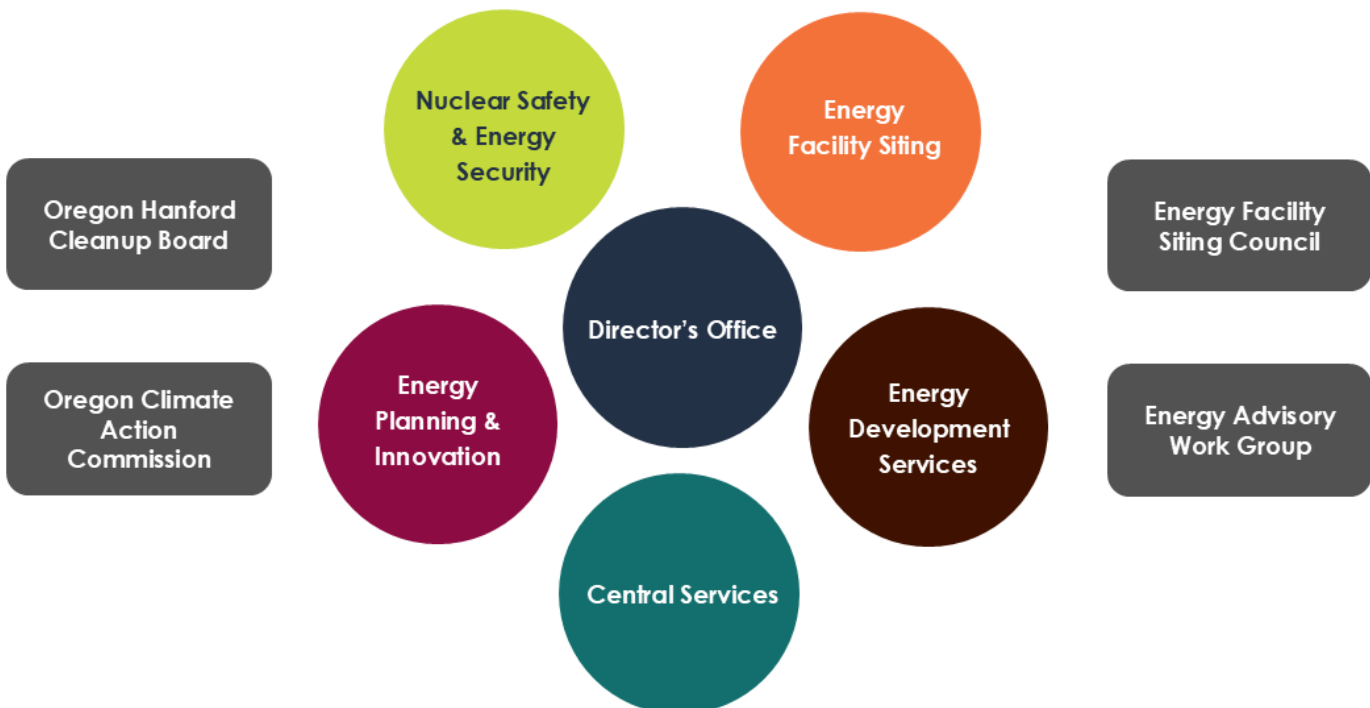 Nuclear Safety
& Energy
Security
Energy
Facility Siting
Oregon Hanford
Cleanup Board
Energy Facility
Siting Council
Director’s Office
Energy
Planning &
Innovation
Energy
Development
Services
Oregon Climate
Action
Commission
Energy Advisory
Work Group
Central Services